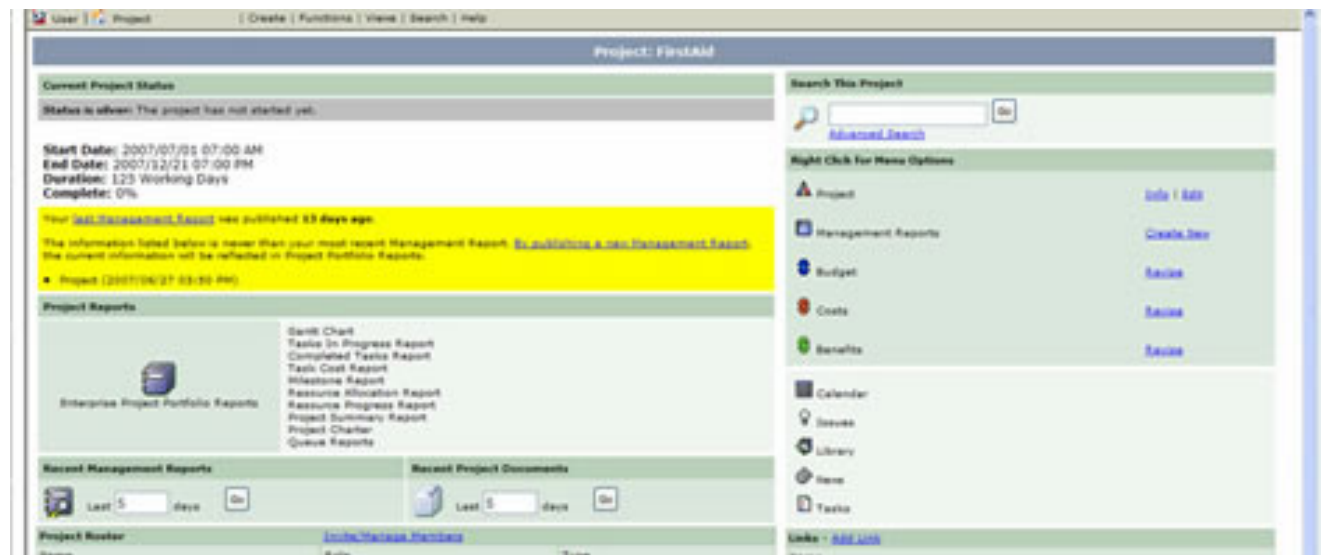 User | Project | Create | Functions | Views | Search | Help
Project: FirstAid
Current Project Status
Status is silver: The project has not started yet.
Start Date: 2007/07/01 07:00 AM
End Date: 2007/12/21 07:00 PM
Duration: 125 Working Days
Complete: 0%
Your last Management Report was published 13 days ago.
The information listed below is newer than your most recent Management Report. By publishing a new Management Report,
the current information will be reflected in Project Portfolio Reports.
Project (2007/06/27 03:50 PM)
Project Reports
Enterprise Project Portfolio Reports
Gantt Chart
Tasks In Progress Report
Completed Tasks Report
Task Cost Report
Milestone Report
Resource Allocation Report
Resource Progress Report
Project Summary Report
Project Charter
Queue Reports
Recent Management Reports
Last 5 days Go
Recent Project Documents
Last 5 days Go
Project Roster Invite/Manage Members
Name Role Type
Search This Project
Go
Advanced Search
Right Click for Menu Options
Project Info | Edit
Management Reports Create New
Budget Revise
Costs Revise
Benefits Revise
Calendar
Issues
Library
News
Tasks
Links - Add Link
Name